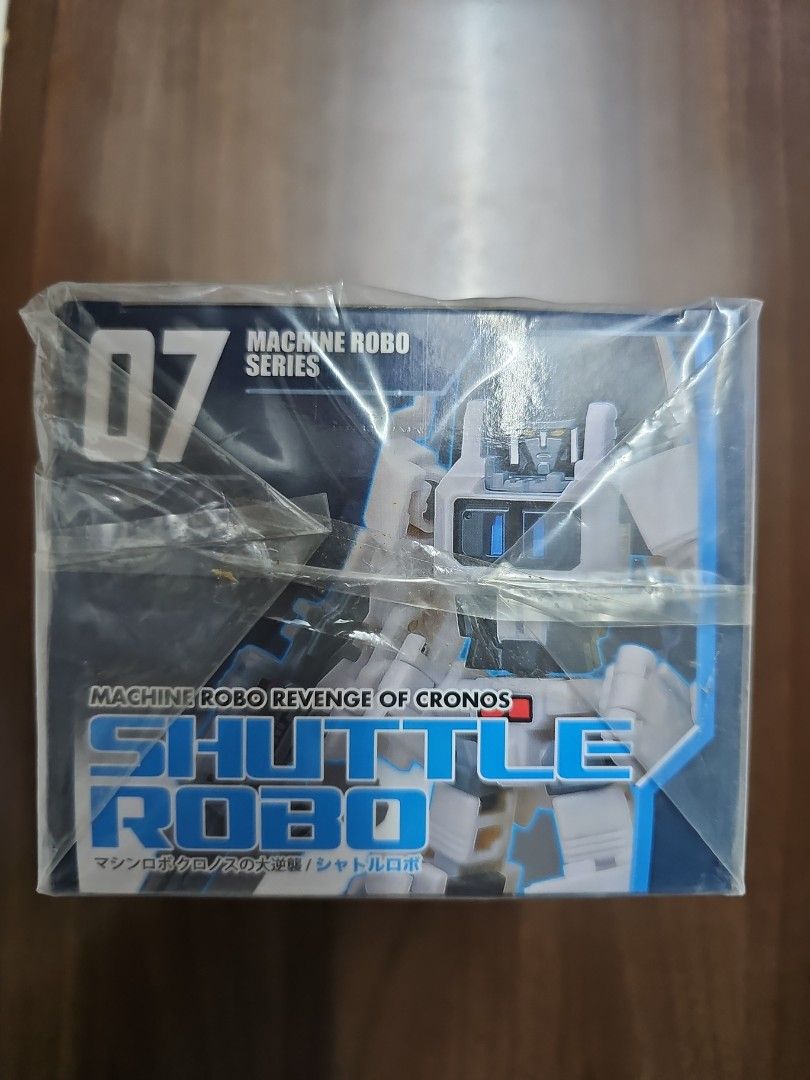 07
MACHINE ROBO
SERIES
MACHINE ROBO REVENGE OF CRONOS
SHUTTLE
ROBO
マシンロボ クロノスの大逆襲 / シャトルロボ